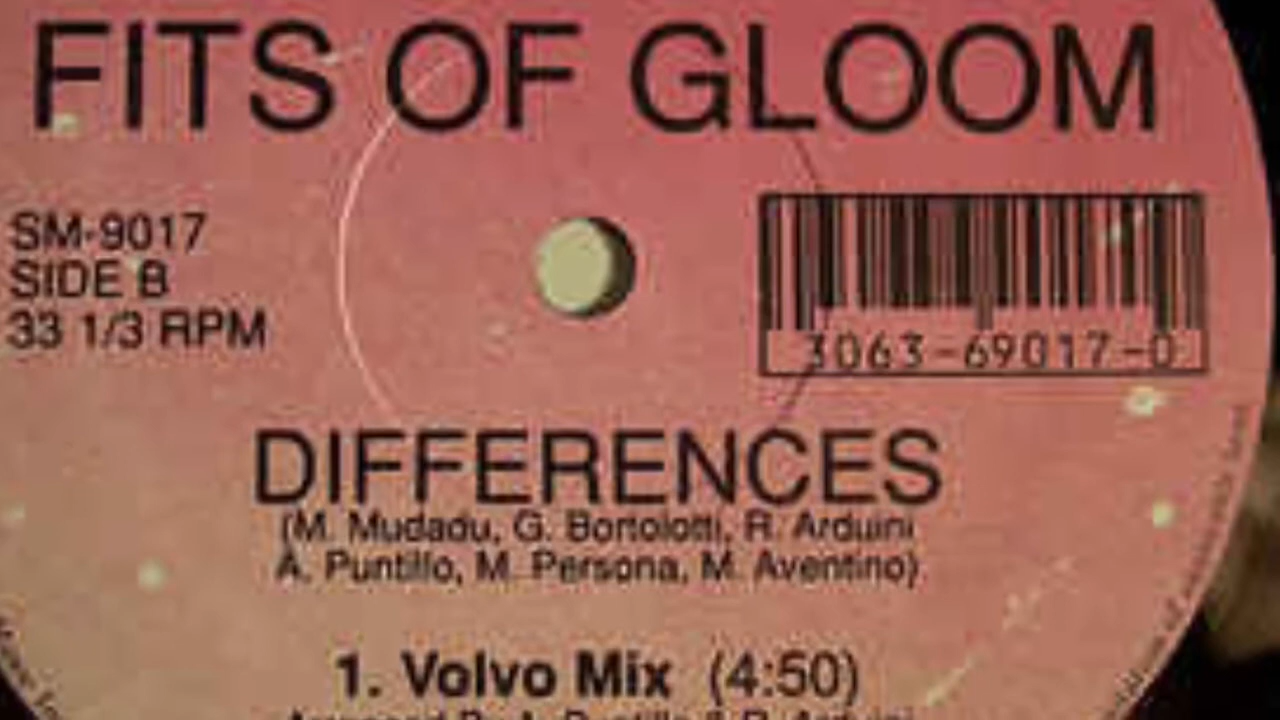 FITS OF GLOOM
SM-9017
SIDE B
33 1/3 RPM
3063-69017-0
DIFFERENCES
(M. Mudadu, G. Bortolotti, R. Arduini
A. Puntillo, M. Persona, M. Aventino)
1. Volvo Mix (4:50)